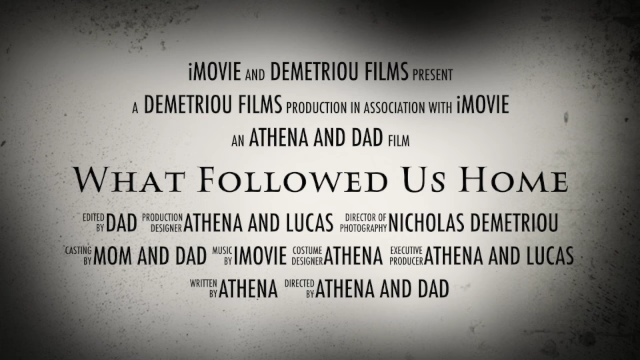 iMOVIE AND DEMETRIOU FILMS PRESENT
A DEMETRIOU FILMS PRODUCTION IN ASSOCIATION WITH iMOVIE
AN ATHENA AND DAD FILM
WHAT FOLLOWED US HOME
EDITED BY DAD PRODUCTION DESIGNER ATHENA AND LUCAS DIRECTOR OF PHOTOGRAPHY NICHOLAS DEMETRIOU
CASTING BY MOM AND DAD MUSIC BY IMOVIE COSTUME DESIGNER ATHENA EXECUTIVE PRODUCER ATHENA AND LUCAS
WRITTEN BY ATHENA DIRECTED BY ATHENA AND DAD